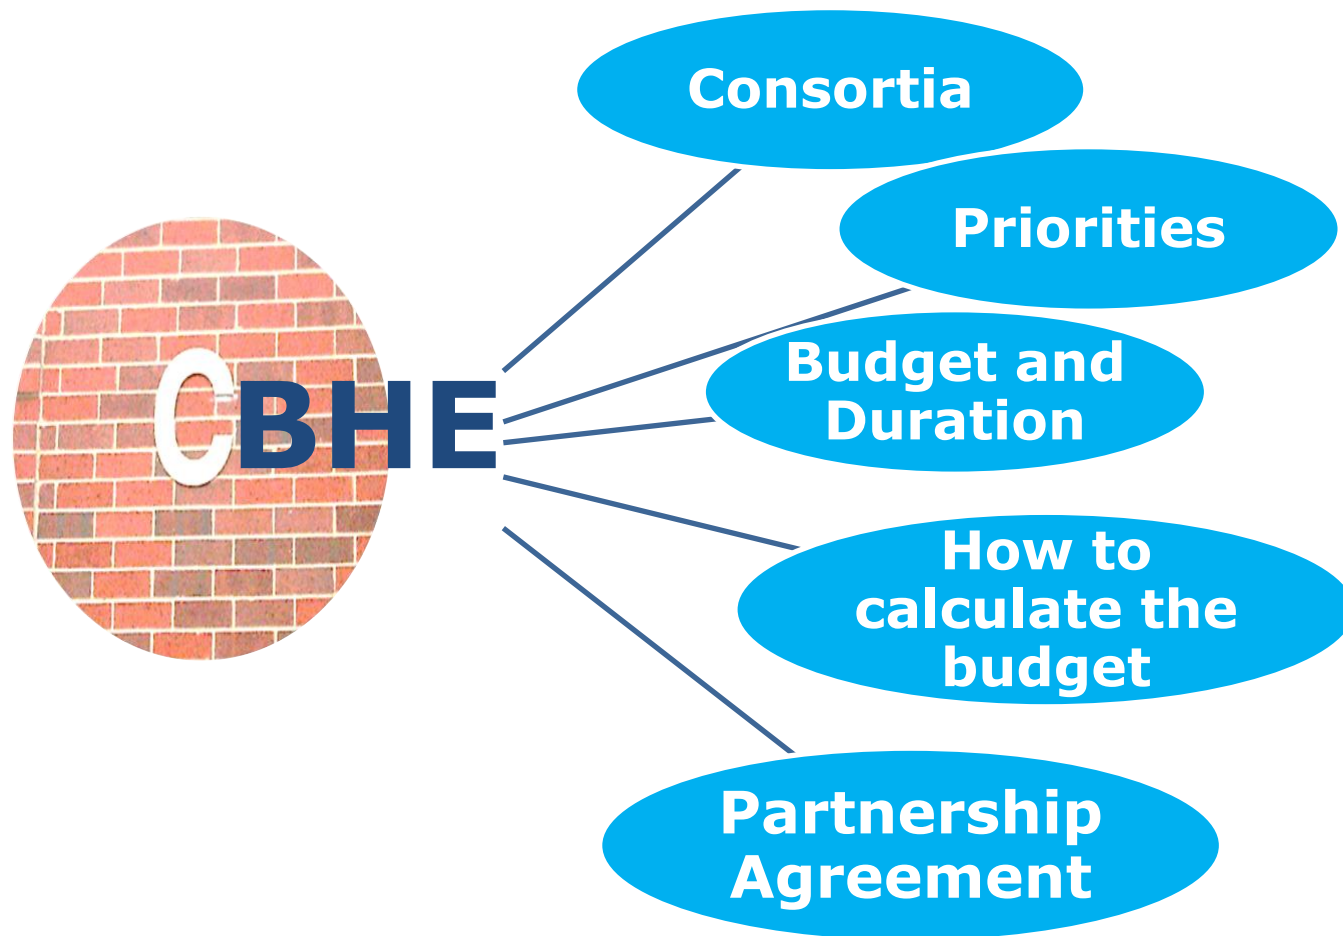 Consortia
Priorities
CBHE
Budget and
Duration
How to
calculate the
budget
Partnership
Agreement